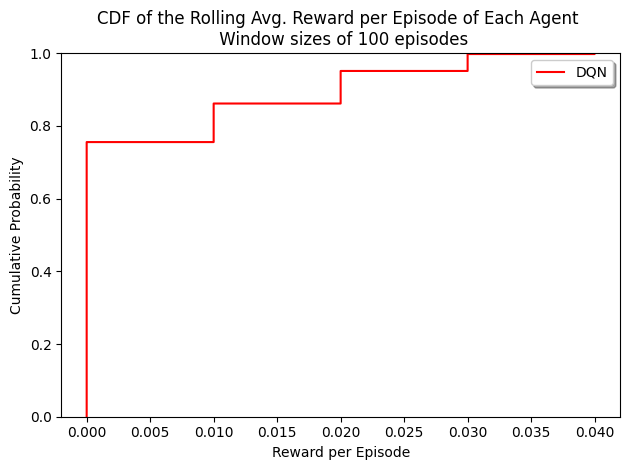 CDF of the Rolling Avg. Reward per Episode of Each Agent
Window sizes of 100 episodes
DQN
Cumulative Probability
1.0
0.8
0.6
0.4
0.2
0.0
0.000 0.005 0.010 0.015 0.020 0.025 0.030 0.035 0.040
Reward per Episode